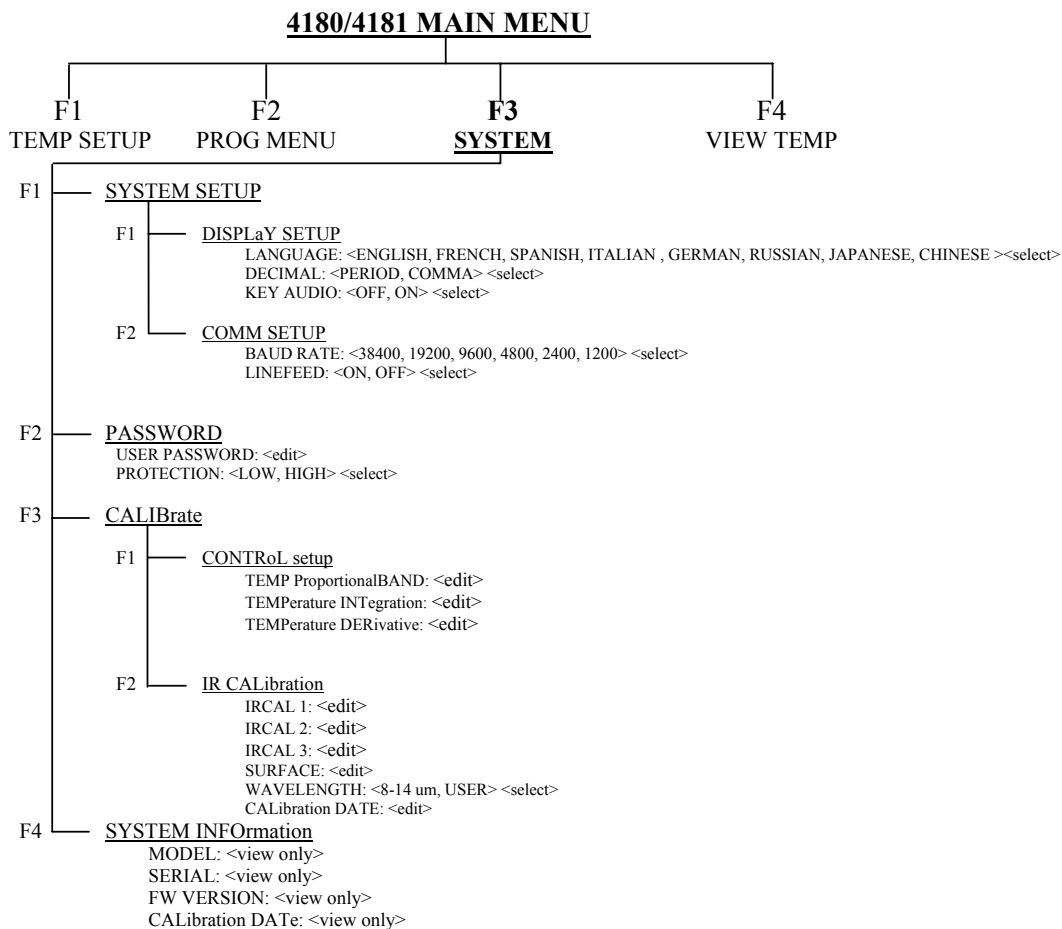 4180/4181 MAIN MENU
F1 F2 F3 F4
TEMP SETUP PROG MENU SYSTEM VIEW TEMP
F1 SYSTEM SETUP
F1 DISPLaY SETUP
LANGUAGE: <ENGLISH, FRENCH, SPANISH, ITALIAN , GERMAN, RUSSIAN, JAPANESE, CHINESE ><select>
DECIMAL: <PERIOD, COMMA> <select>
KEY AUDIO: <OFF, ON> <select>
F2 COMM SETUP
BAUD RATE: <38400, 19200, 9600, 4800, 2400, 1200> <select>
LINEFEED: <ON, OFF> <select>
F2 PASSWORD
USER PASSWORD: <edit>
PROTECTION: <LOW, HIGH> <select>
F3 CALIBrate
F1 CONTRoL setup
TEMP ProportionalBAND: <edit>
TEMPerature INTegration: <edit>
TEMPerature DERivative: <edit>
F2 IR CALibration
IRCAL 1: <edit>
IRCAL 2: <edit>
IRCAL 3: <edit>
SURFACE: <edit>
WAVELENGTH: <8-14 um, USER> <select>
CALibration DATE: <edit>
F4 SYSTEM INFOrmation
MODEL: <view only>
SERIAL: <view only>
FW VERSION: <view only>
CALibration DATe: <view only>